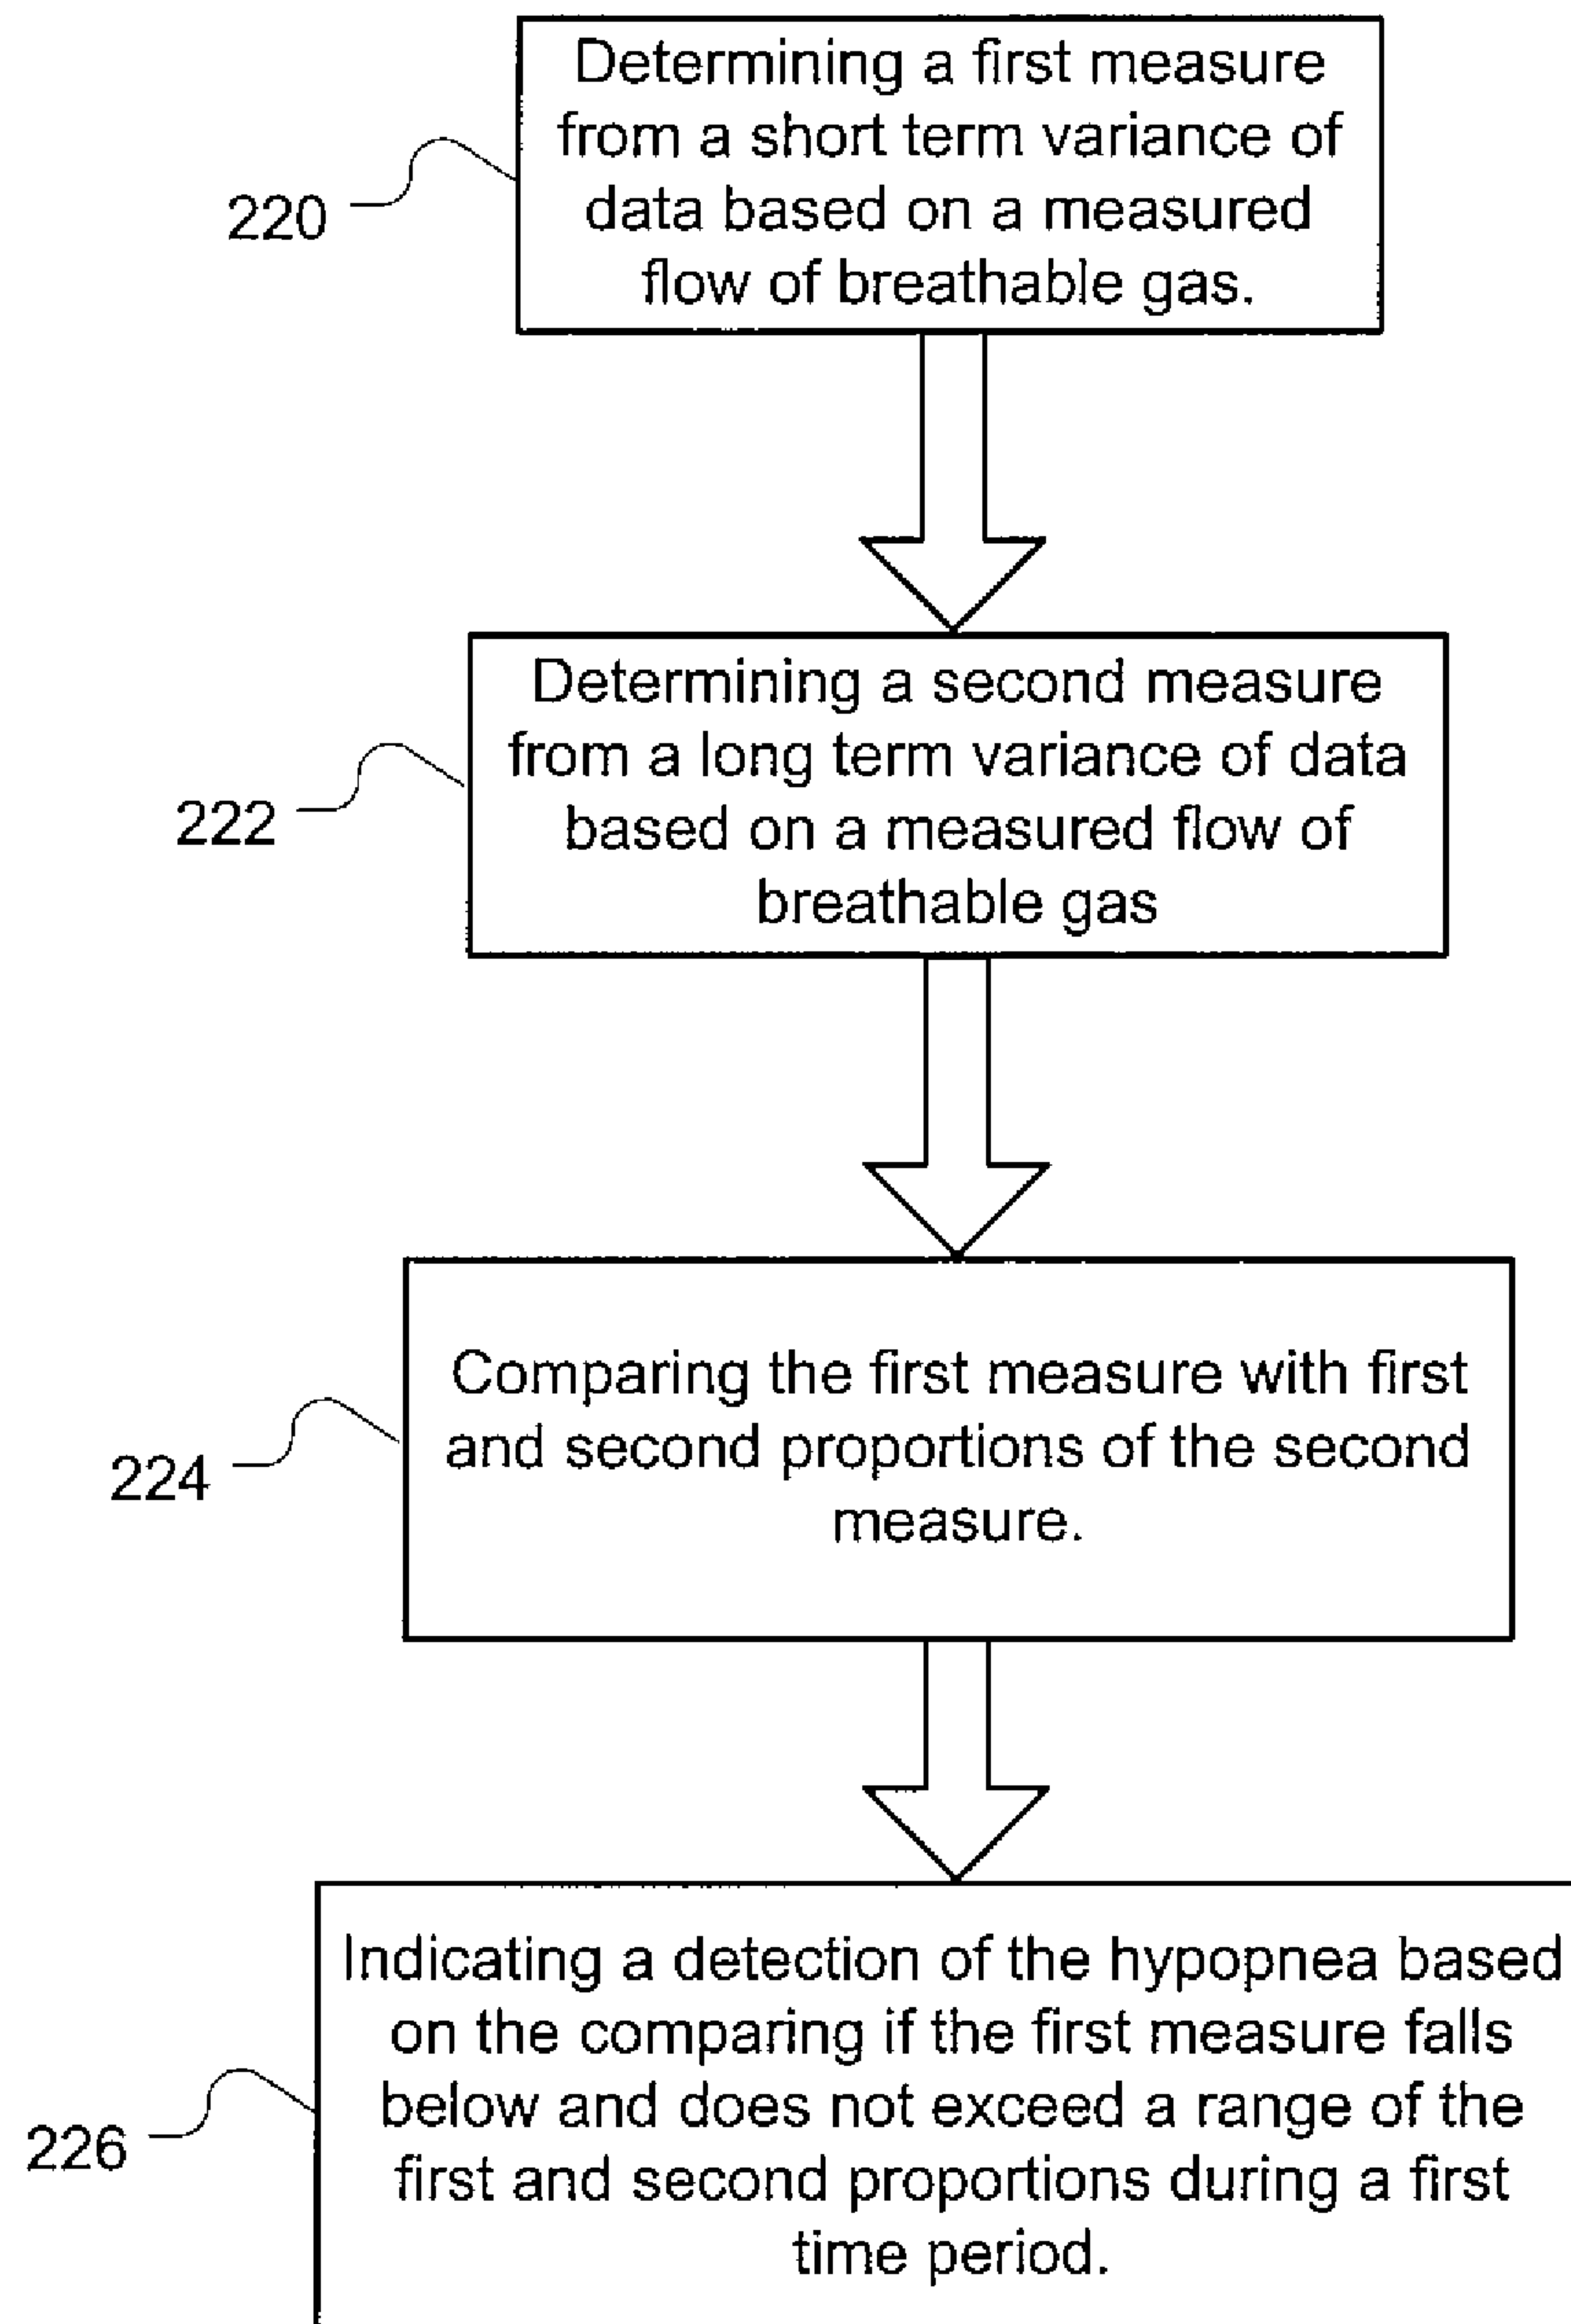 Determining a first measure
from a short term variance of
data based on a measured
flow of breathable gas.
220
Determining a second measure
from a long term variance of data
based on a measured flow of
breathable gas
222
Comparing the first measure with first
and second proportions of the second
measure.
224
Indicating a detection of the hypopnea based
on the comparing if the first measure falls
below and does not exceed a range of the
first and second proportions during a first
time period.
226